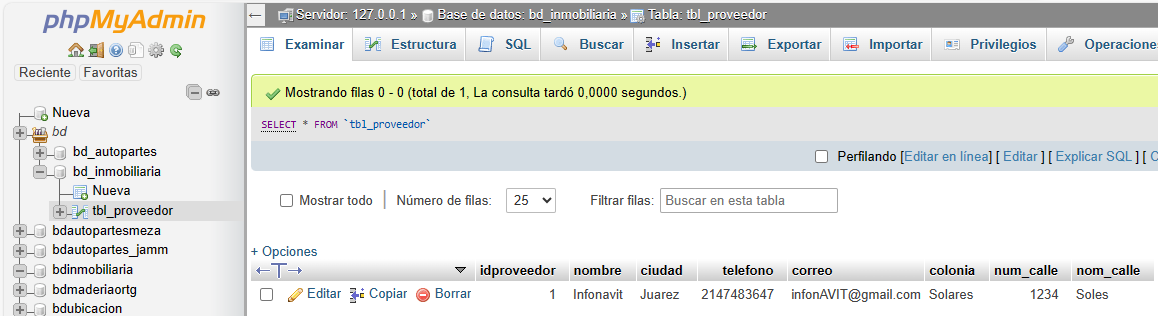 phpMyAdmin
Reciente Favoritas
Nueva
bd
bd_autopartes
bd_inmobiliaria
Nueva
tbl_proveedor
bdautopartesmeza
bdautopartes_jamm
bdinmobiliaria
bdmaderiaortg
bdubicacion
Servidor: 127.0.0.1 » Base de datos: bd_inmobiliaria » Tabla: tbl_proveedor
Examinar Estructura SQL Buscar Insertar Exportar Importar Privilegios Operaciones
Mostrando filas 0 - 0 (total de 1, La consulta tardó 0,0000 segundos.)
SELECT * FROM `tbl_proveedor`
Perfilando [Editar en línea] [ Editar ] [ Explicar SQL ] [ C
Mostrar todo Número de filas: 25 Filtrar filas: Buscar en esta tabla
+ Opciones
←T→ idproveedor nombre ciudad telefono correo colonia num_calle nom_calle
Editar Copiar Borrar 1 Infonavit Juarez 2147483647 infonAVIT@gmail.com Solares 1234 Soles